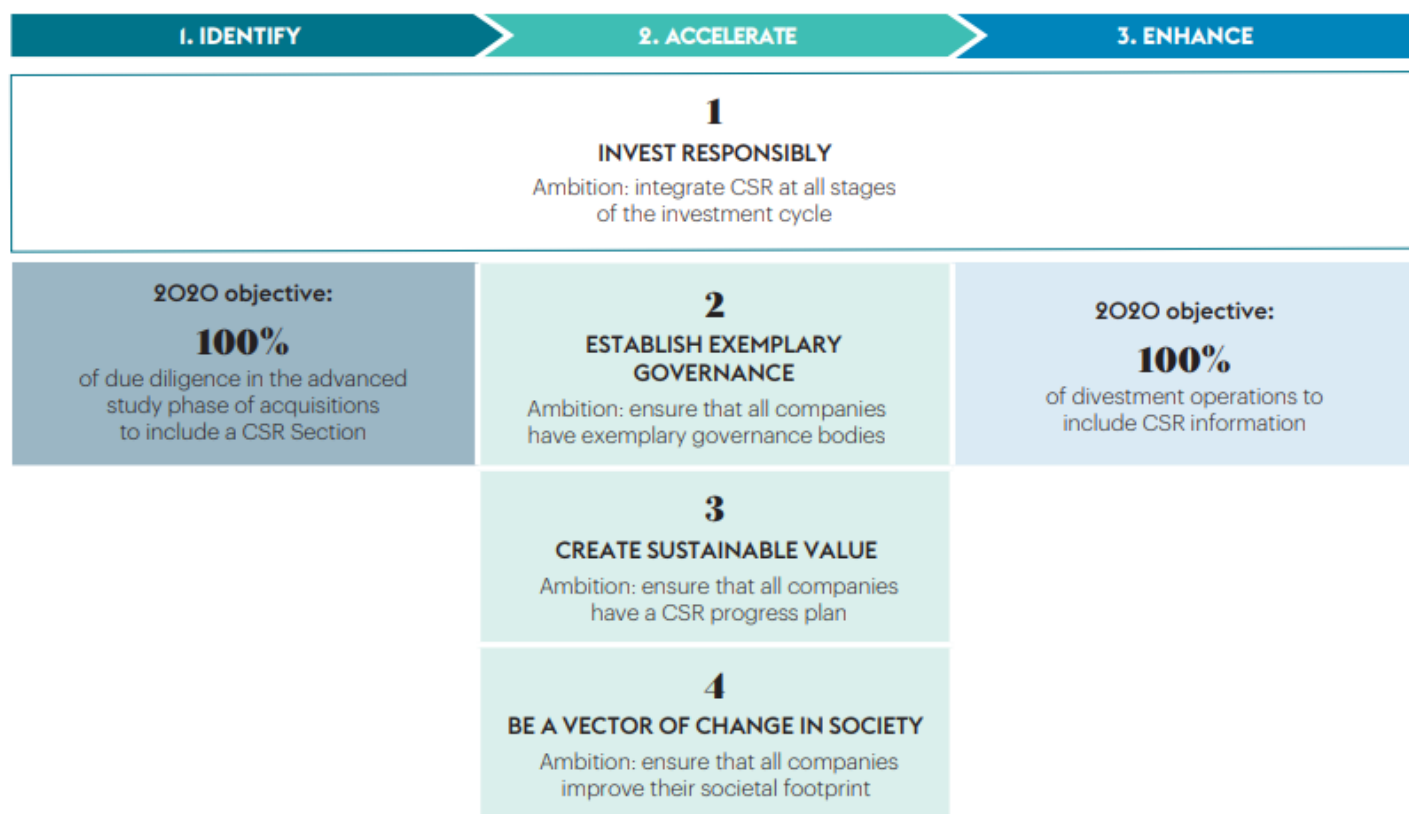 1. IDENTIFY
2. ACCELERATE
3. ENHANCE
1
INVEST RESPONSIBLY
Ambition: integrate CSR at all stages
of the investment cycle
2020 objective:
100%
of due diligence in the advanced
study phase of acquisitions
to include a CSR Section
2
ESTABLISH EXEMPLARY
GOVERNANCE
Ambition: ensure that all companies
have exemplary governance bodies
2020 objective:
100%
of divestment operations to
include CSR information
3
CREATE SUSTAINABLE VALUE
Ambition: ensure that all companies
have a CSR progress plan
4
BE A VECTOR OF CHANGE IN SOCIETY
Ambition: ensure that all companies
improve their societal footprint